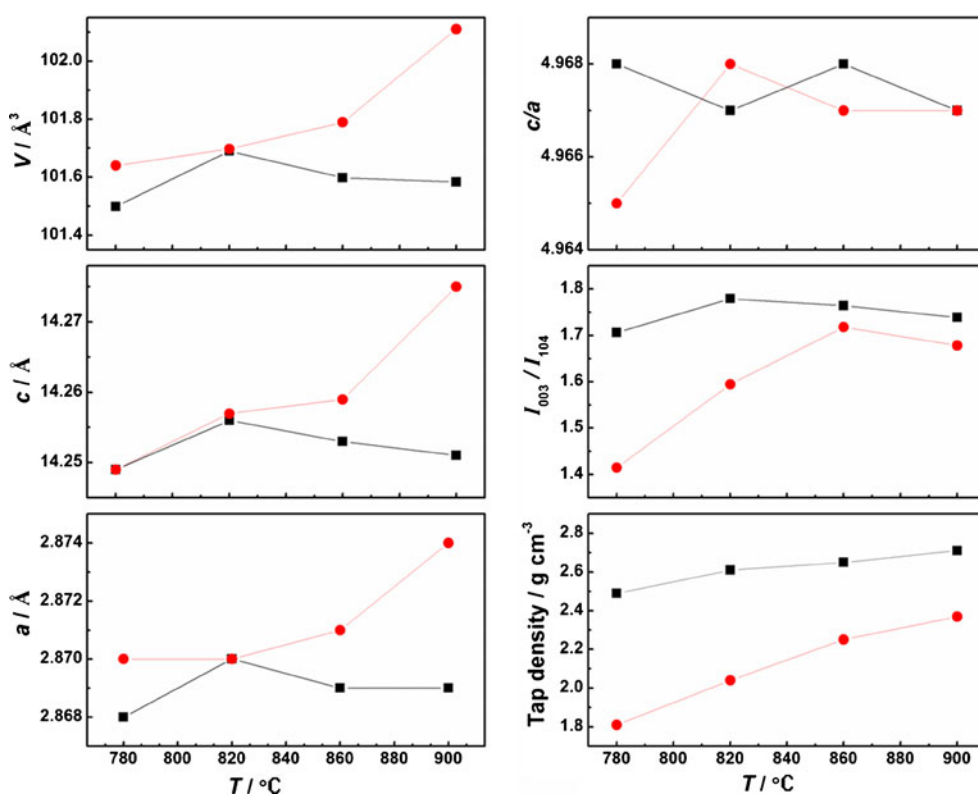 V / Å³
102.0
101.8
101.6
101.4
c / Å
14.27
14.26
14.25
a / Å
2.874
2.872
2.870
2.868
780 800 820 840 860 880 900
T / °C
c/a
4.968
4.966
4.964
I₀₀₃ / I₁₀₄
1.8
1.7
1.6
1.5
1.4
Tap density / g cm⁻³
2.8
2.6
2.4
2.2
2.0
1.8
780 800 820 840 860 880 900
T / °C